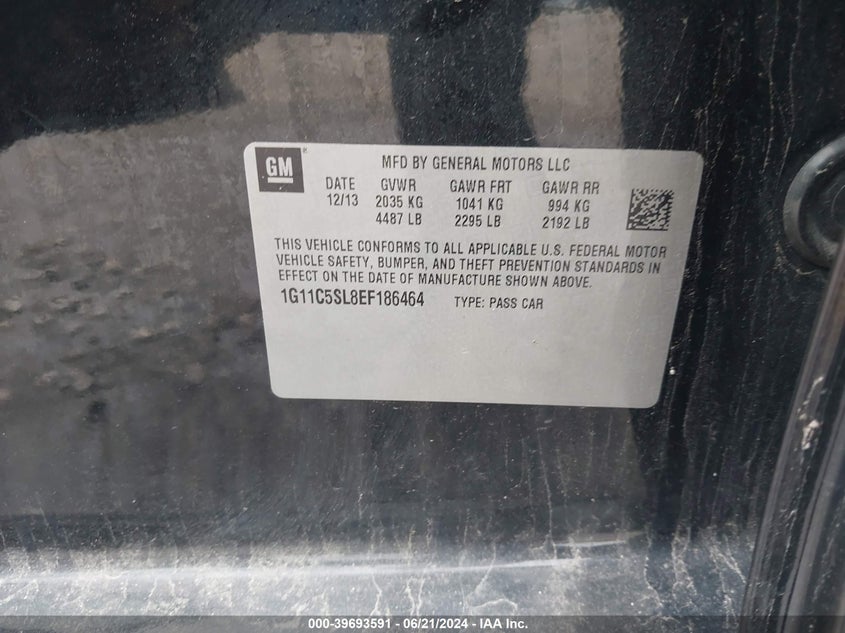 GM ® MFD BY GENERAL MOTORS LLC
DATE GVWR GAWR FRT GAWR RR
12/13 2035 KG 1041 KG 994 KG
4487 LB 2295 LB 2192 LB
THIS VEHICLE CONFORMS TO ALL APPLICABLE U.S. FEDERAL MOTOR
VEHICLE SAFETY, BUMPER, AND THEFT PREVENTION STANDARDS IN
EFFECT ON THE DATE OF MANUFACTURE SHOWN ABOVE.
1G11C5SL8EF186464 TYPE: PASS CAR
000-39693591 - 06/21/2024 - IAA Inc.